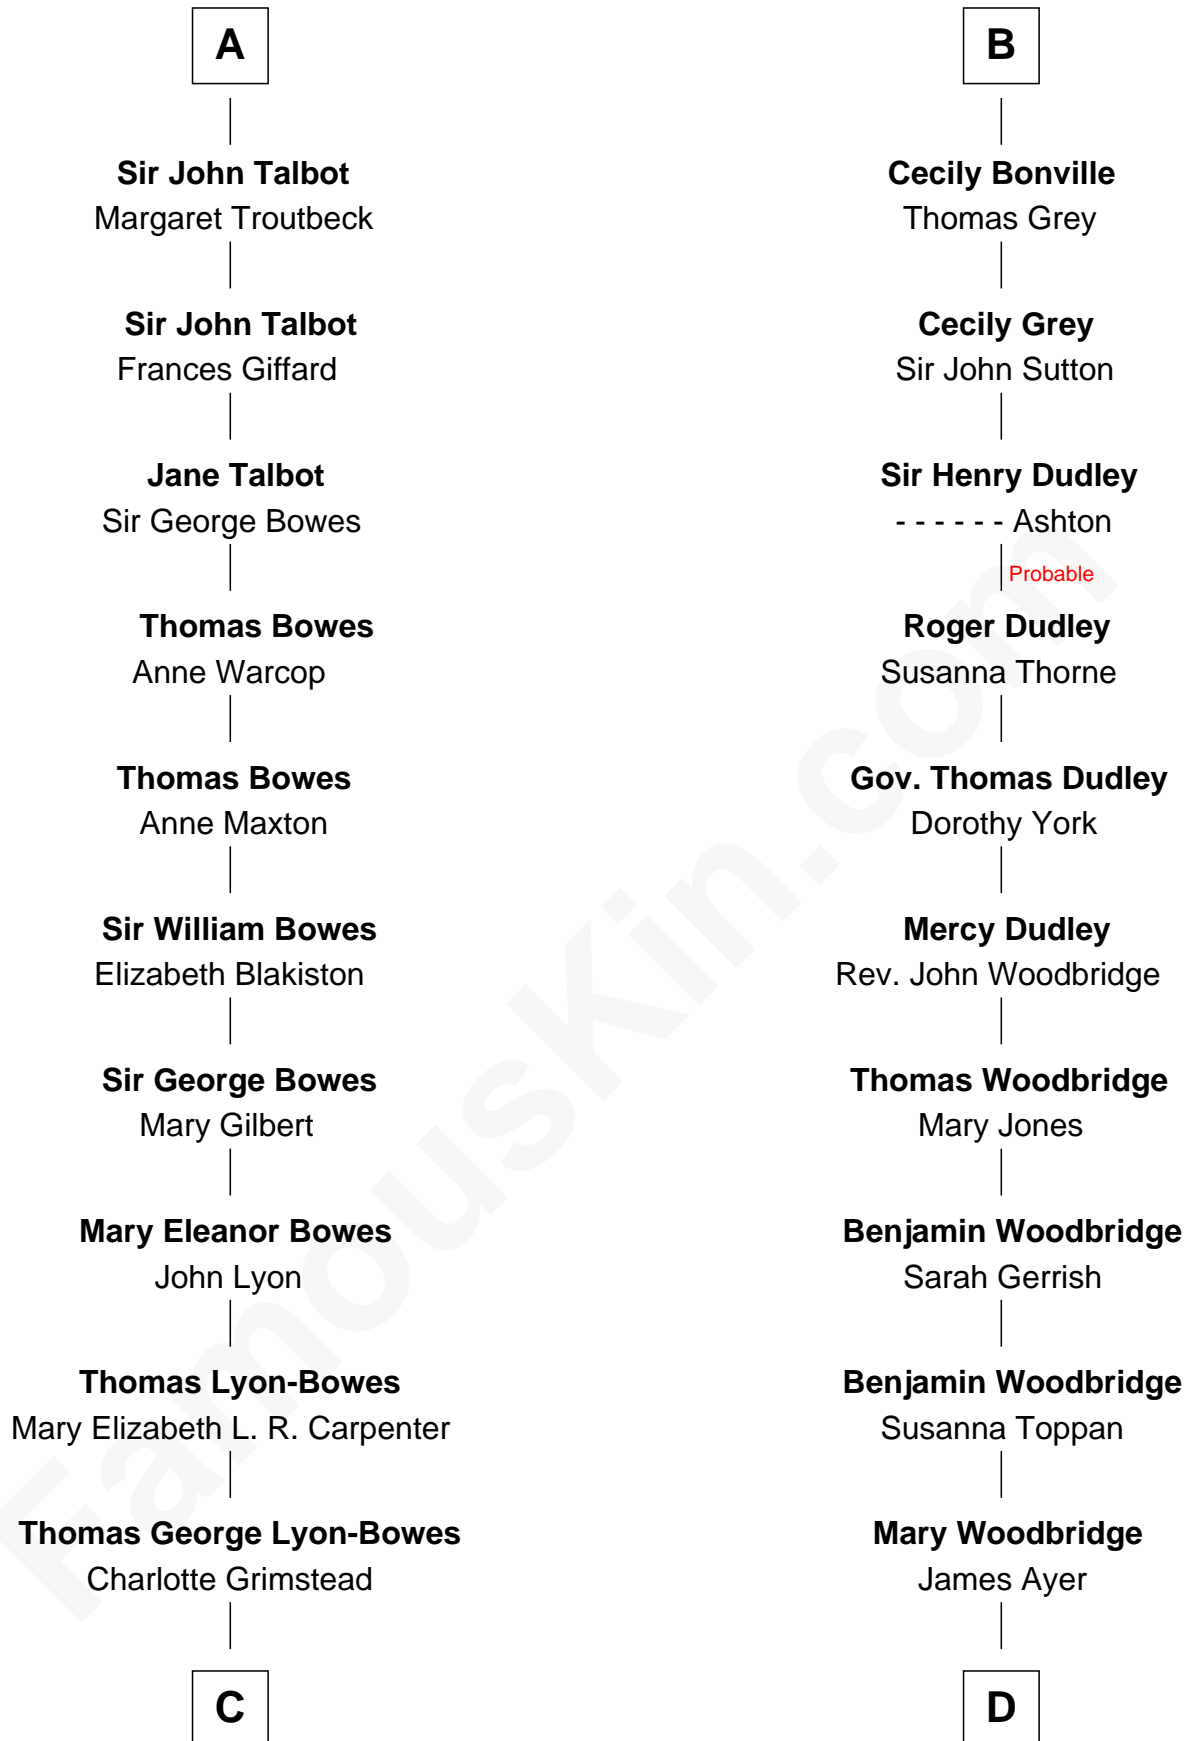 A
Sir John Talbot
Margaret Troutbeck
Sir John Talbot
Frances Giffard
Jane Talbot
Sir George Bowes
Thomas Bowes
Anne Warcop
Thomas Bowes
Anne Maxton
Sir William Bowes
Elizabeth Blakiston
Sir George Bowes
Mary Gilbert
Mary Eleanor Bowes
John Lyon
Thomas Lyon-Bowes
Mary Elizabeth L. R. Carpenter
Thomas George Lyon-Bowes
Charlotte Grimstead
C
B
Cecily Bonville
Thomas Grey
Cecily Grey
Sir John Sutton
Sir Henry Dudley
- - - - - - Ashton
Probable
Roger Dudley
Susanna Thorne
Gov. Thomas Dudley
Dorothy York
Mercy Dudley
Rev. John Woodbridge
Thomas Woodbridge
Mary Jones
Benjamin Woodbridge
Sarah Gerrish
Benjamin Woodbridge
Susanna Toppan
Mary Woodbridge
James Ayer
D
FamousKin.com